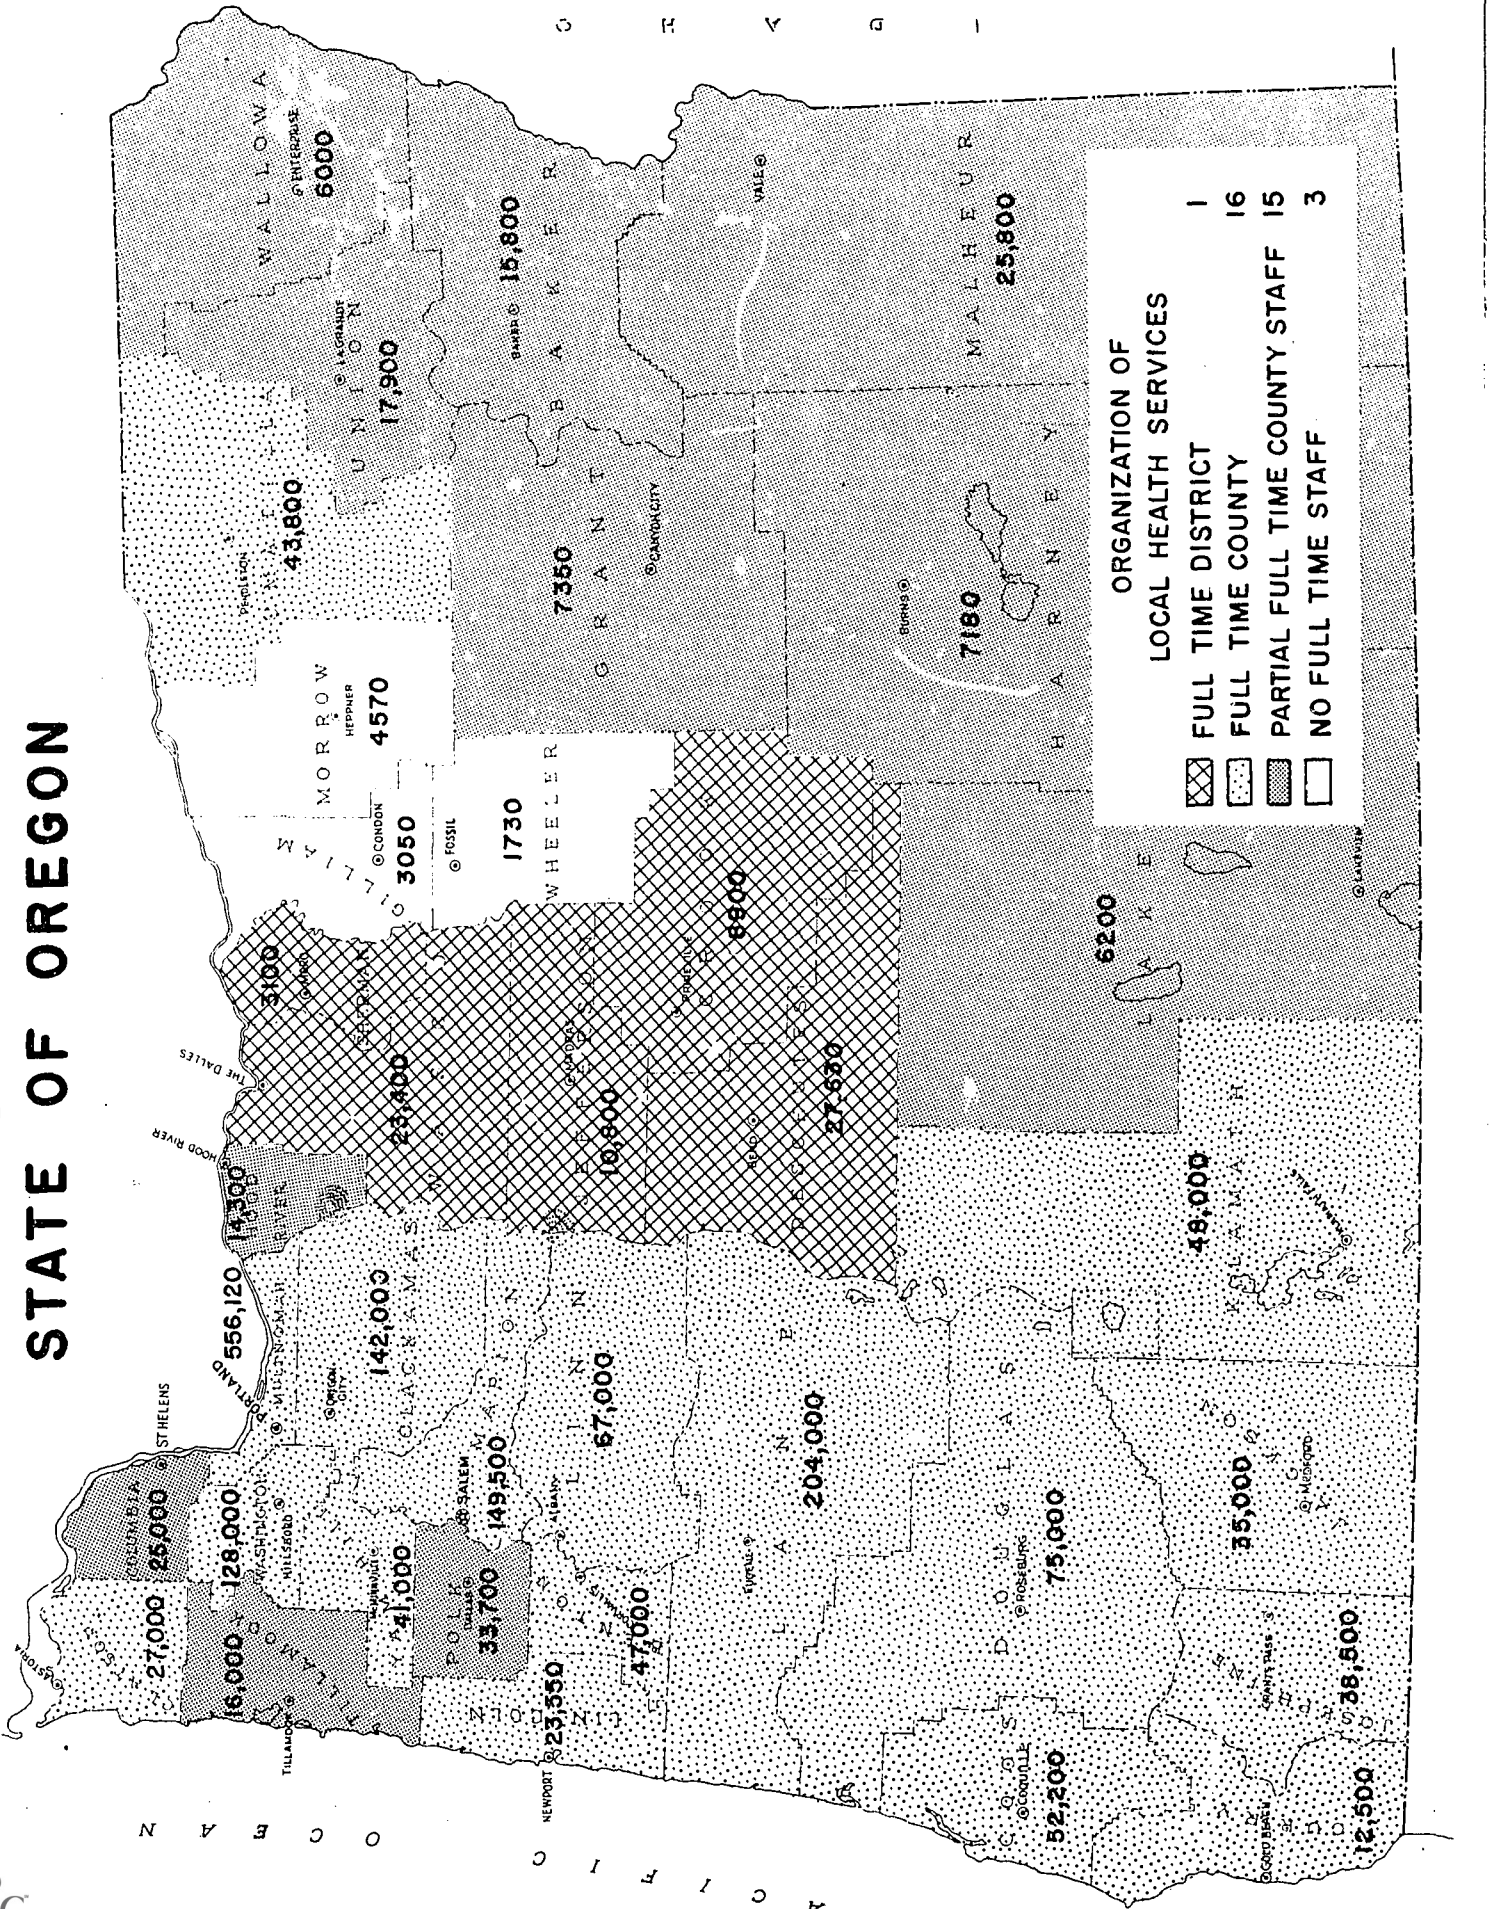 STATE OF OREGON
ASTORIA
CLATSOP
27,000
COLUMBIA
25,000
ST HELENS
PORTLAND
556,120
MULTNOMAH
HOOD RIVER
14,300
HOOD
RIVER
THE DALLES
3100
MORO
SHERMAN
TILLAMOOK
16,000
TILLAMOOK
128,000
WASHINGTON
HILLSBORO
OREGON
CITY
142,000
CLACKAMAS
23,400
WASCO
GILLIAM
CONDON
3050
MORROW
HEPPNER
4570
PENDLETON
UMATILLA
43,800
WALLOWA
ENTERPRISE
6000
LAGRANDE
UNION
17,900
McMINNVILLE
41,000
YAMHILL
POLK
DALLAS
33,700
SALEM
149,500
MARION
FOSSIL
1730
WHEELER
MADRAS
JEFFERSON
10,800
BAKER
15,800
BAKER
NEWPORT
23,350
LINCOLN
ALBANY
LINN
67,000
CORVALLIS
BENTON
47,000
7350
GRANT
CANYON CITY
PRINEVILLE
CROOK
8900
BEND
DESCHUTES
27,630
EUGENE
LANE
204,000
VALE
MALHEUR
25,800
BURNS
7180
HARNEY
COOS
COQUILLE
52,200
DOUGLAS
ROSEBURG
75,000
6200
LAKE
LAKEVIEW
48,000
KLAMATH
KLAMATH FALLS
JACKSON
35,000
MEDFORD
GRANTS PASS
JOSEPHINE
38,500
GOLD BEACH
CURRY
12,500
ACIFIC OCEAN
IDAHO
ORGANIZATION OF
LOCAL HEALTH SERVICES
FULL TIME DISTRICT 1
FULL TIME COUNTY 16
PARTIAL FULL TIME COUNTY STAFF 15
NO FULL TIME STAFF 3